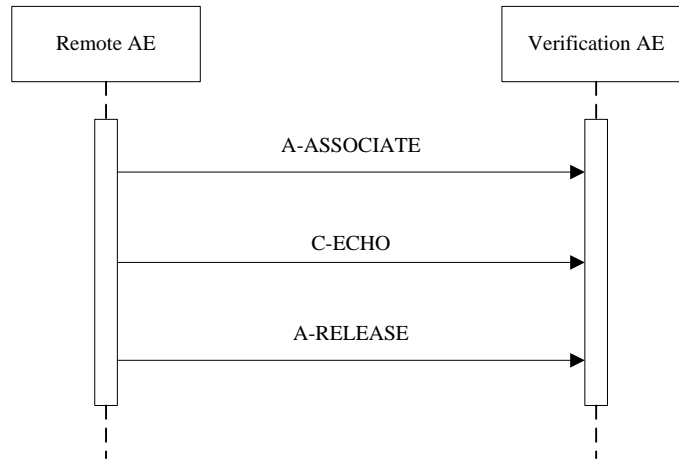 Remote AE
Verification AE
A-ASSOCIATE
C-ECHO
A-RELEASE